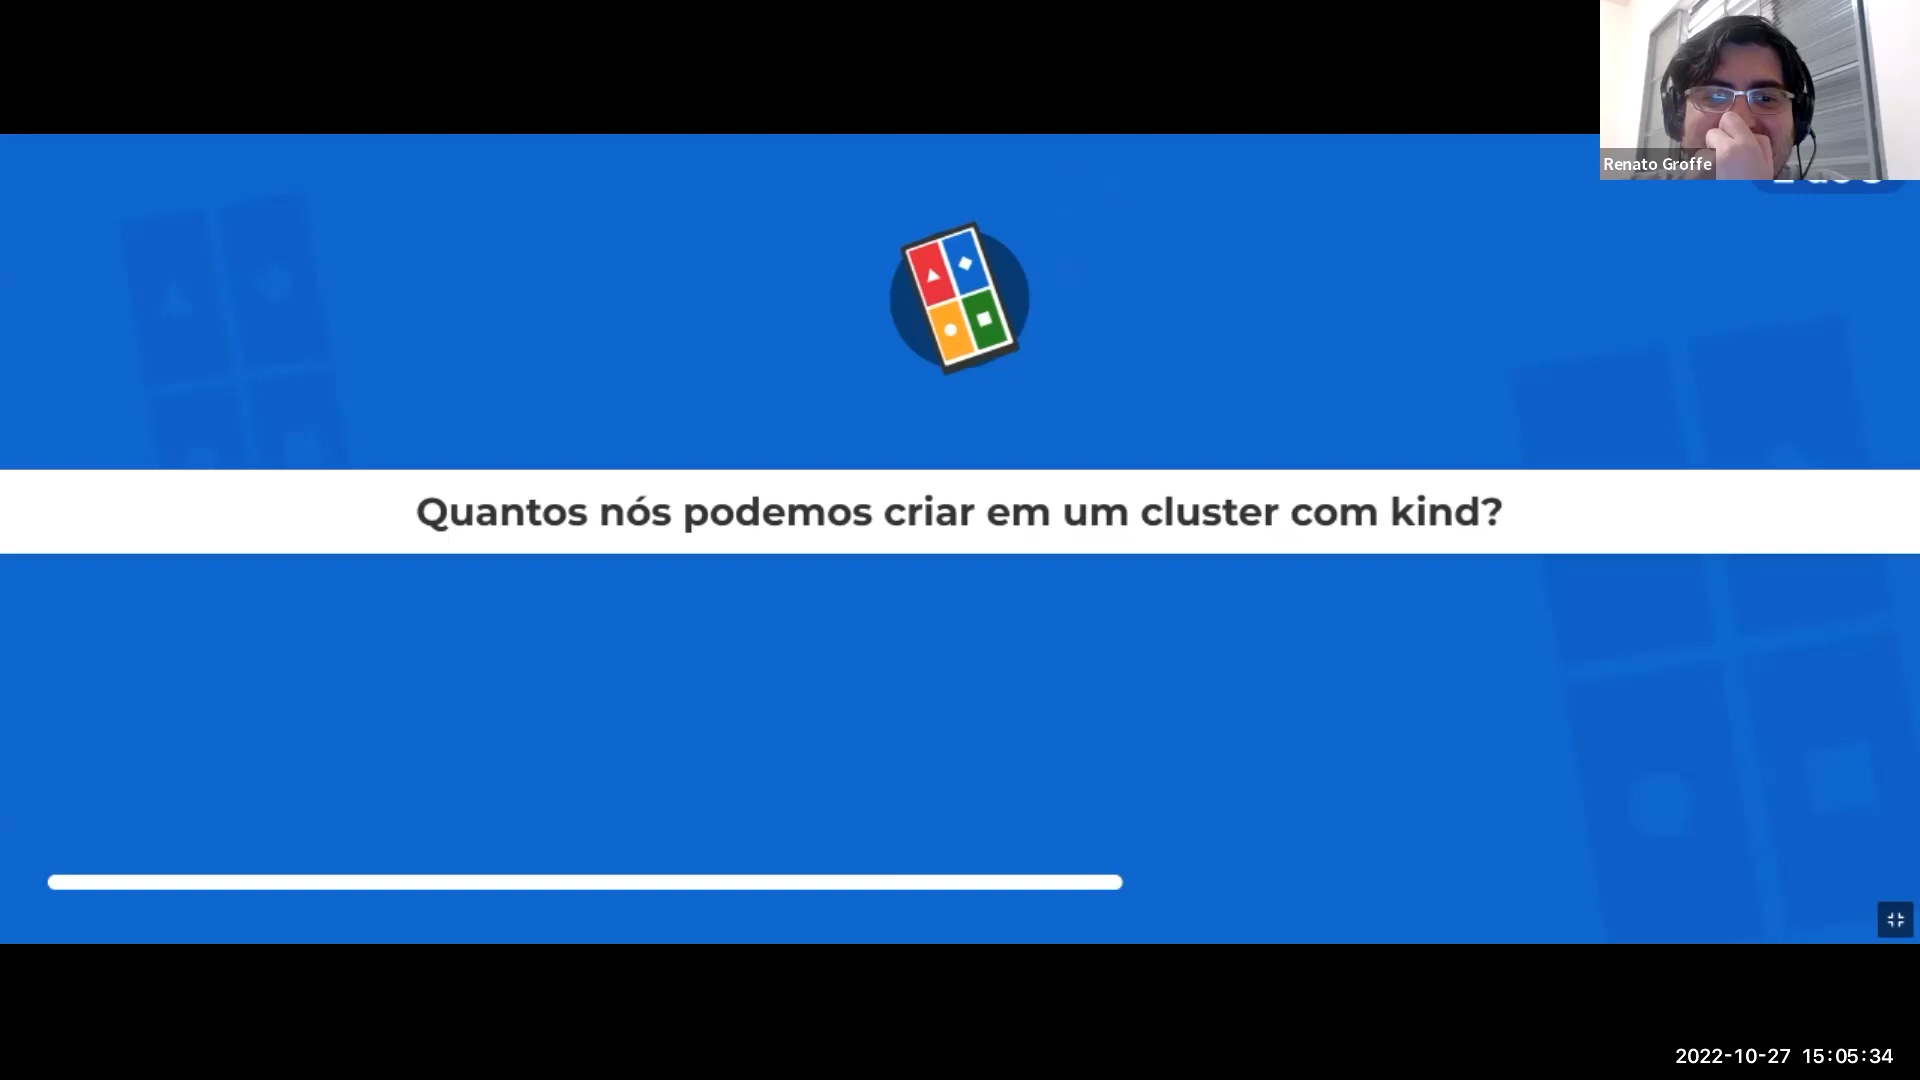 Renato Groffe
Quantos nós podemos criar em um cluster com kind?
2022-10-27 15:05:34